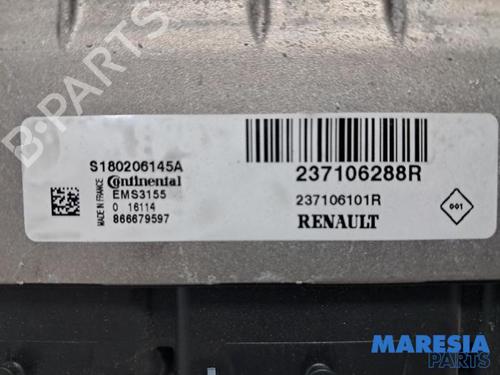 S180206145A
MADE IN FRANCE
Continental
EMS3155
0 16114
866679597
237106288R
237106101R
RENAULT
001
B-PARTS
MARESIA
PARTS